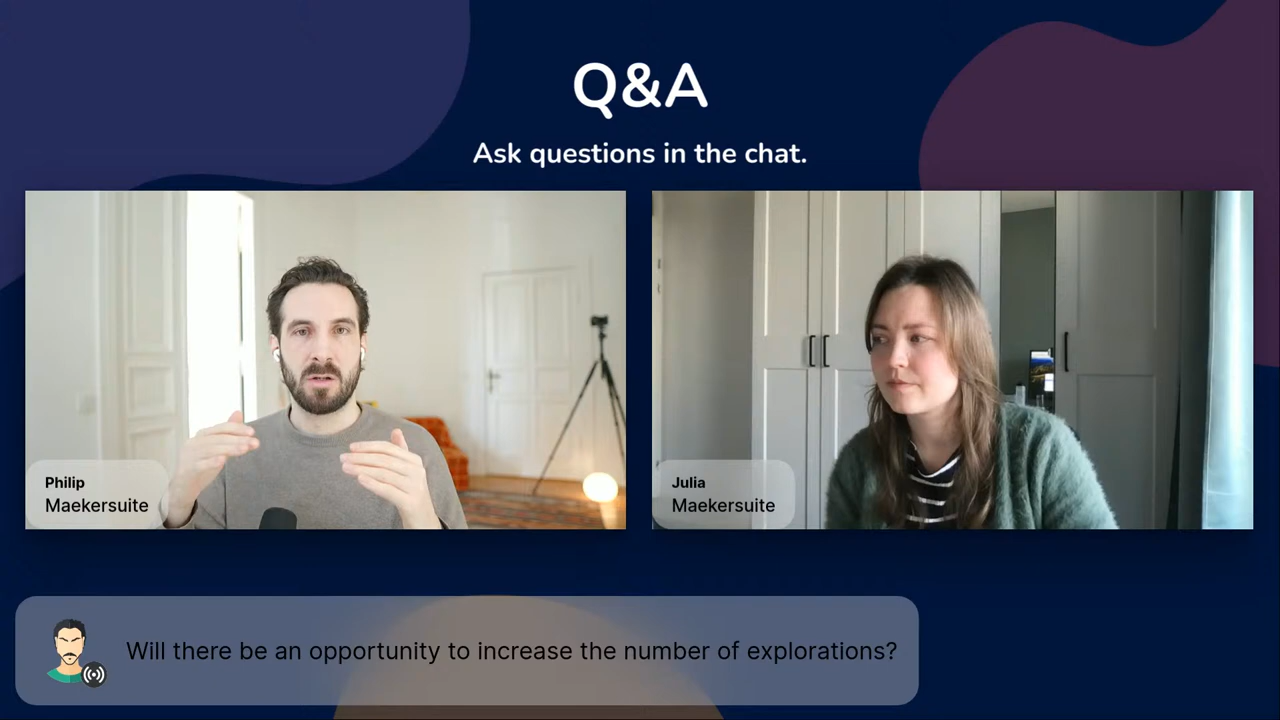 Q&A
Ask questions in the chat.
Philip
Maekersuite
Julia
Maekersuite
Will there be an opportunity to increase the number of explorations?